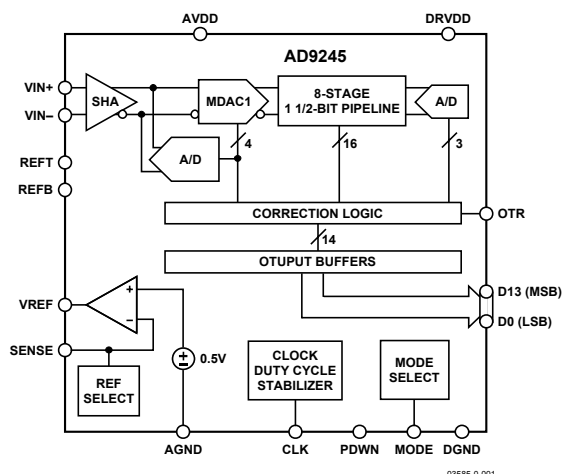 AVDD
DRVDD
AD9245
VIN+
VIN–
SHA
MDAC1
8-STAGE
1 1/2-BIT PIPELINE
A/D
A/D
4
16
3
REFT
REFB
CORRECTION LOGIC
OTR
14
OTUPUT BUFFERS
D13 (MSB)
D0 (LSB)
VREF
+
–
SENSE
0.5V
+
–
REF
SELECT
CLOCK
DUTY CYCLE
STABILIZER
MODE
SELECT
AGND
CLK
PDWN
MODE
DGND
03585-0-001